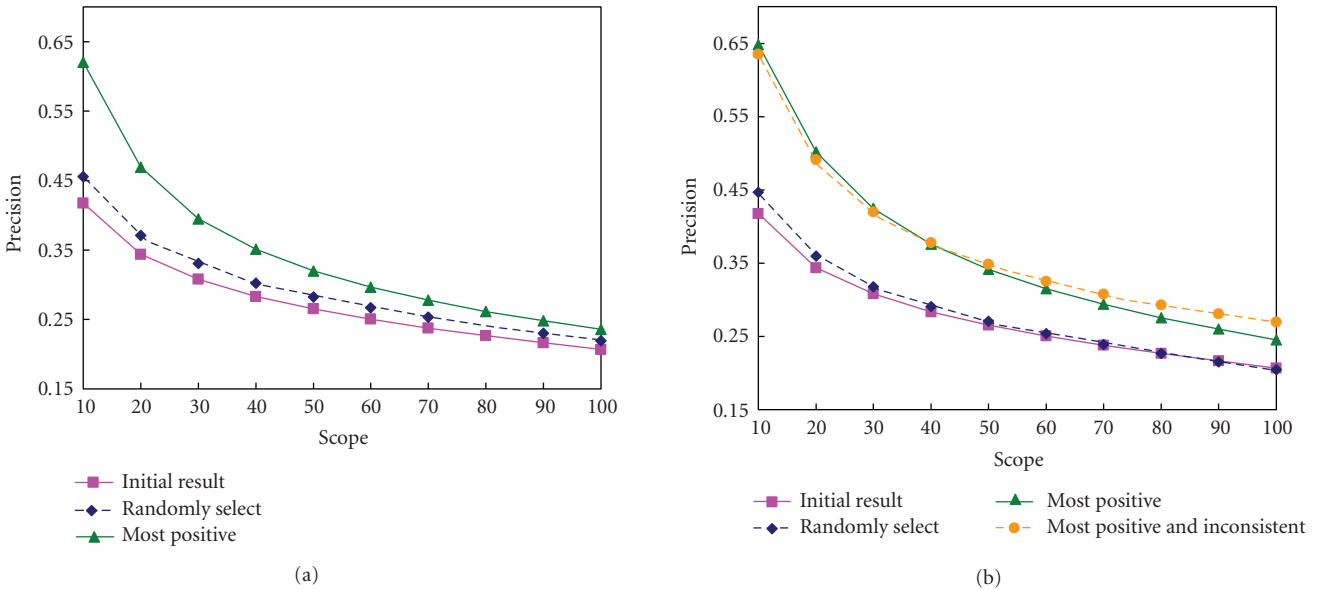 0.65
0.55
0.45
0.35
0.25
0.15
Precision
10 20 30 40 50 60 70 80 90 100
Scope
Initial result
Randomly select
Most positive
(a)
0.65
0.55
0.45
0.35
0.25
0.15
Precision
10 20 30 40 50 60 70 80 90 100
Scope
Initial result
Randomly select
Most positive
Most positive and inconsistent
(b)